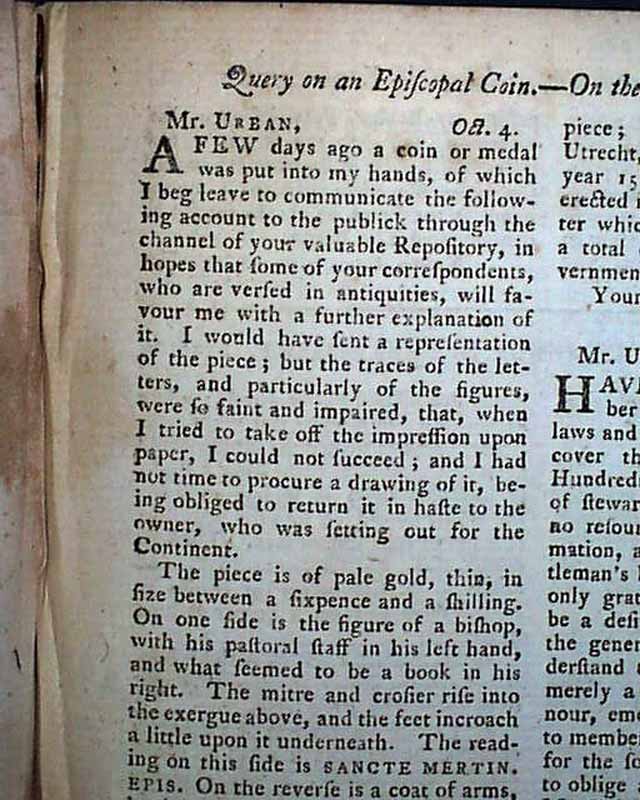 Query on an Epiſcopal Coin.—On the
Mr. URBAN, Oct. 4.
A FEW days ago a coin or medal
was put into my hands, of which
I beg leave to communicate the follow-
ing account to the publick through the
channel of your valuable Repoſitory, in
hopes that ſome of your correſpondents,
who are verſed in antiquities, will fa-
vour me with a further explanation of
it. I would have ſent a repreſentation
of the piece; but the traces of the let-
ters, and particularly of the figures,
were ſo faint and impaired, that, when
I tried to take off the impreſſion upon
paper, I could not ſucceed; and I had
not time to procure a drawing of it, be-
ing obliged to return it in haſte to the
owner, who was ſetting out for the
Continent.
The piece is of pale gold, thin, in
ſize between a ſixpence and a ſhilling.
On one ſide is the figure of a biſhop,
with his paſtoral ſtaff in his left hand,
and what ſeemed to be a book in his
right. The mitre and croſier riſe into
the exergue above, and the feet incroach
a little upon it underneath. The read-
ing on this ſide is SANCTE MERTIN.
EPIS. On the reverſe is a coat of arms,
piece;
Utrecht,
year 15
erected
ter whic
a total
vernmen
Your
Mr. U
HAVI
ber
laws and
cover th
Hundred
of ſtewar
no reſour
mation, a
tleman's
only grat
be a deſi
the gener
derſtand
merely a
nour, eme
to membe
for the ſo
to oblige